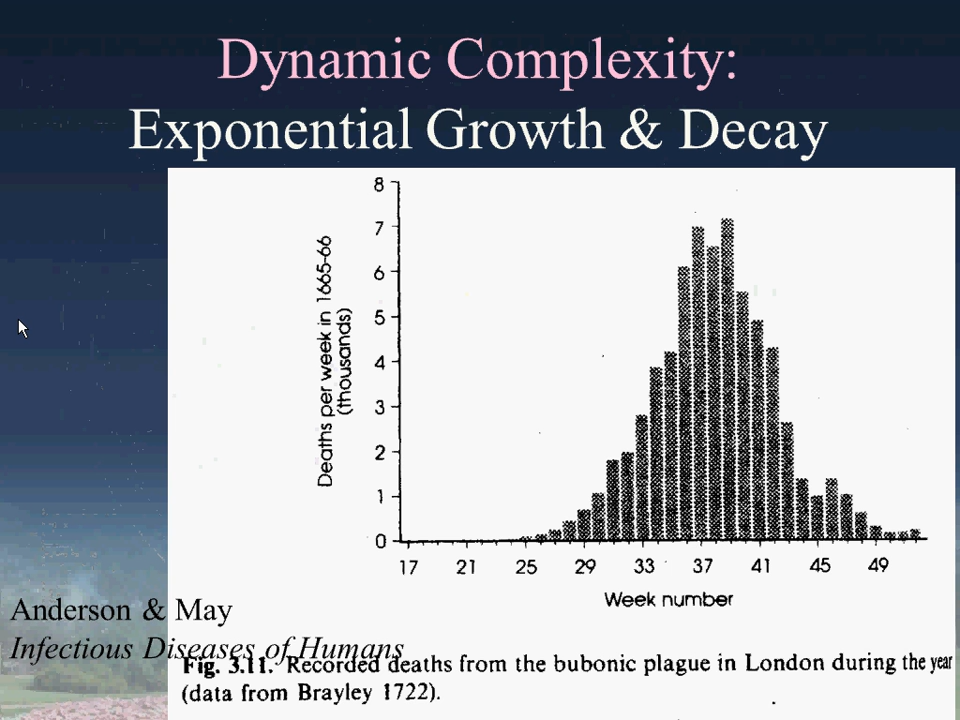 Dynamic Complexity:
Exponential Growth & Decay
8
7
6
5
4
3
2
1
0
Deaths per week in 1665-66
(thousands)
17 21 25 29 33 37 41 45 49
Week number
Anderson & May
Infectious Diseases of Humans
Fig. 3.11. Recorded deaths from the bubonic plague in London during the year
(data from Brayley 1722).